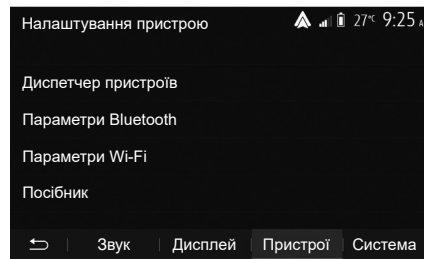 Налаштування пристрою 27°C 9:25
Диспетчер пристроїв
Параметри Bluetooth
Параметри Wi-Fi
Посібник
Звук Дисплей Пристрої Система